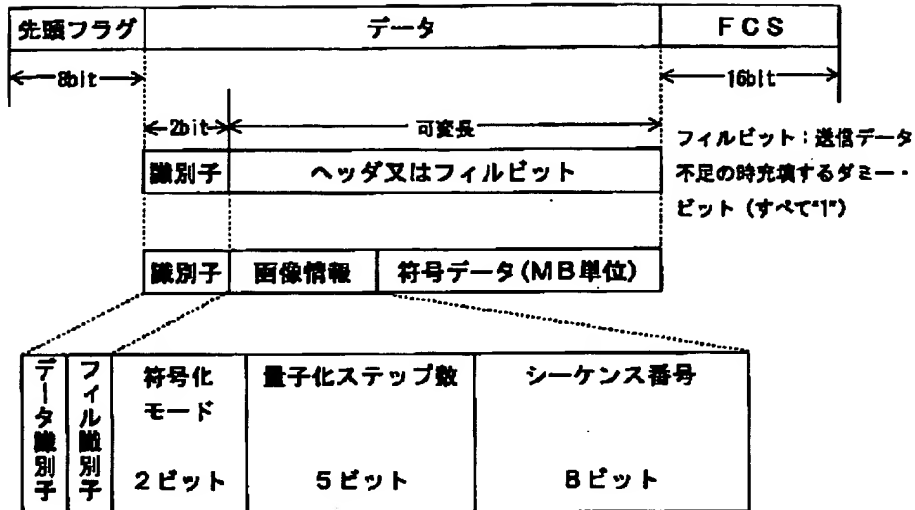 先頭フラグ データ FCS
8bit 16bit
2bit 可変長
フィルビット:送信データ
識別子 ヘッダ又はフィルビット 不足の時充填するダミー・
ビット(すべて"1")
識別子 画像情報 符号データ(MB単位)
データ識別子 フィル識別子 符号化 量子化ステップ数 シーケンス番号
モード
2ビット 5ビット 8ビット